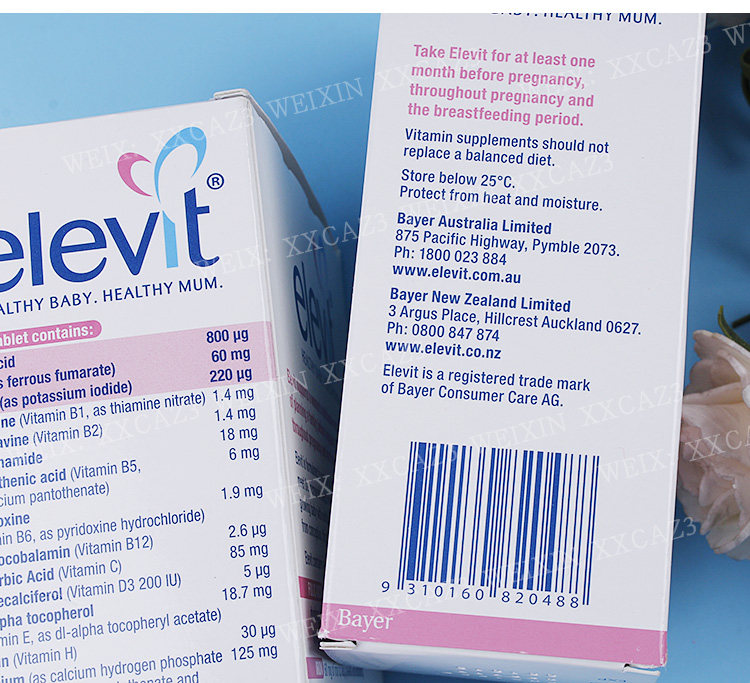 elevit®
ALTHY BABY. HEALTHY MUM.
ablet contains:
cid 800 µg
s ferrous fumarate) 60 mg
(as potassium iodide) 220 µg
ine (Vitamin B1, as thiamine nitrate) 1.4 mg
avine (Vitamin B2) 1.4 mg
namide 18 mg
thenic acid (Vitamin B5, 6 mg
cium pantothenate)
oxine 1.9 mg
in B6, as pyridoxine hydrochloride)
ocobalamin (Vitamin B12) 2.6 µg
rbic Acid (Vitamin C) 85 mg
ecalciferol (Vitamin D3 200 IU) 5 µg
lpha tocopherol 18.7 mg
min E, as dl-alpha tocopheryl acetate)
n (Vitamin H) 30 µg
ium (as calcium hydrogen phosphate 125 mg
elevit
BABY. HEALTHY MUM.
Take Elevit for at least one
month before pregnancy,
throughout pregnancy and
the breastfeeding period.
Vitamin supplements should not
replace a balanced diet.
Store below 25°C.
Protect from heat and moisture.
Bayer Australia Limited
875 Pacific Highway, Pymble 2073.
Ph: 1800 023 884
www.elevit.com.au
Bayer New Zealand Limited
3 Argus Place, Hillcrest Auckland 0627.
Ph: 0800 847 874
www.elevit.co.nz
Elevit is a registered trade mark
of Bayer Consumer Care AG.
9 310160 820488
Bayer
WEIXIN: XXCAZ3